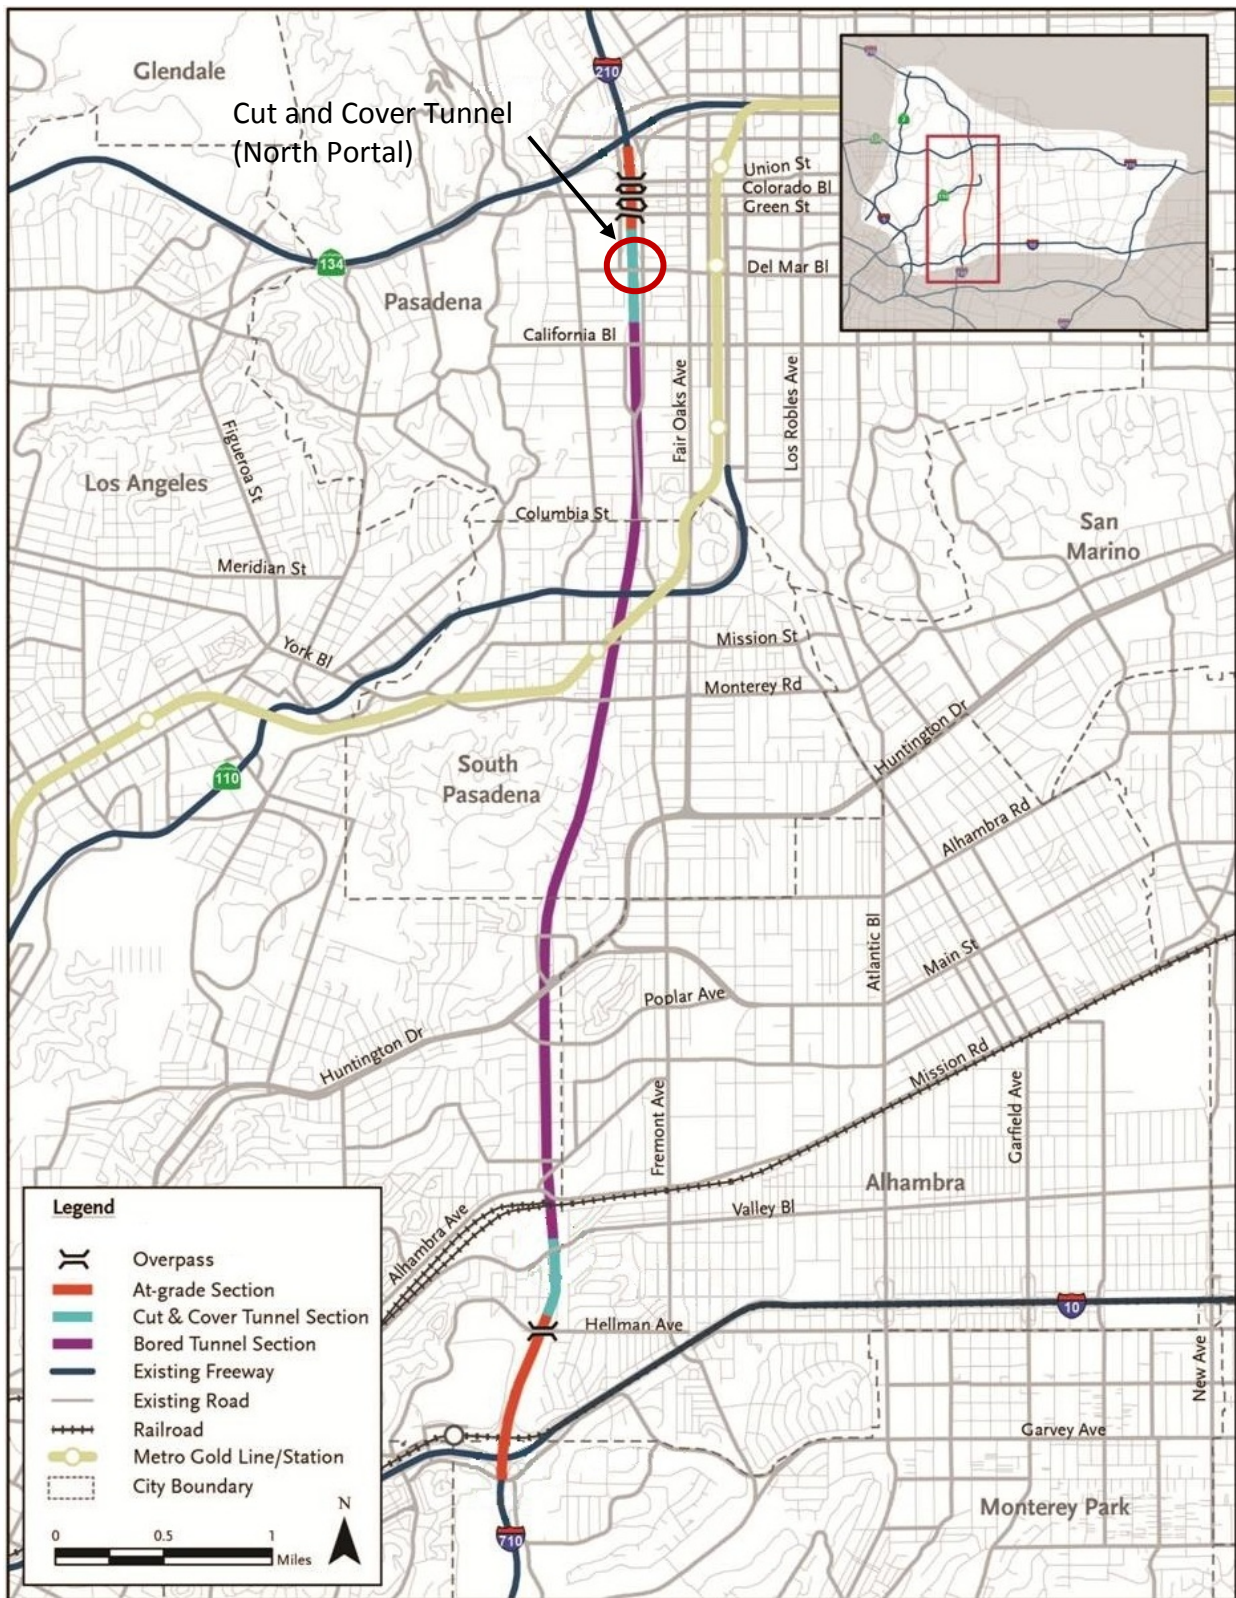 Glendale
210
Cut and Cover Tunnel
(North Portal)
Union St
Colorado Bl
Green St
134
Del Mar Bl
Pasadena
California Bl
Fair Oaks Ave
Los Robles Ave
Figueroa St
Los Angeles
Columbia St
San
Marino
Meridian St
York Bl
Mission St
Monterey Rd
Huntington Dr
110
South
Pasadena
Alhambra Rd
Atlantic Bl
Main St
Poplar Ave
Huntington Dr
Mission Rd
Fremont Ave
Garfield Ave
Alhambra
Valley Bl
Alhambra Ave
Legend
Overpass
At-grade Section
Cut & Cover Tunnel Section
Bored Tunnel Section
Existing Freeway
Existing Road
Railroad
Metro Gold Line/Station
City Boundary
N
0 0.5 1
Miles
10
Hellman Ave
New Ave
Garvey Ave
Monterey Park
710